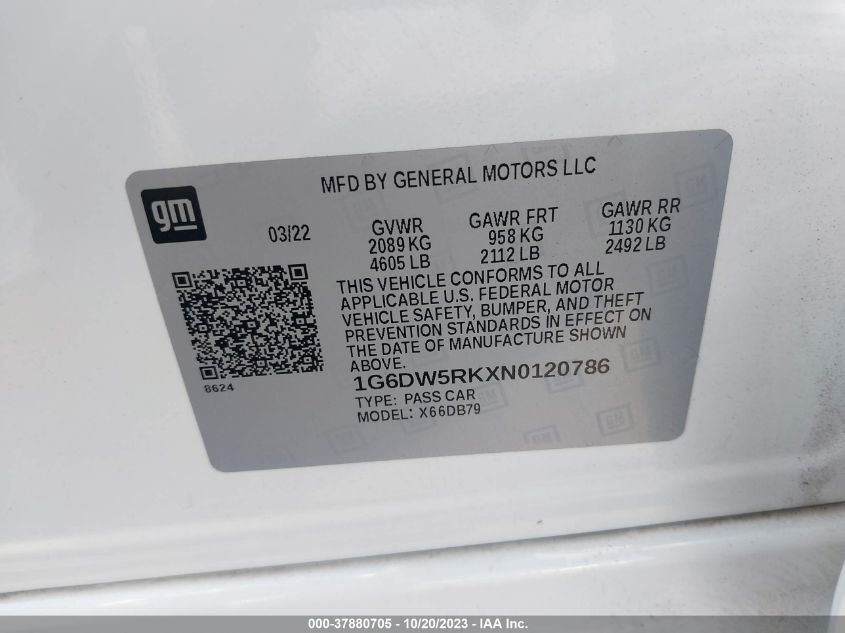 gm
MFD BY GENERAL MOTORS LLC
03/22
GVWR
2089 KG
4605 LB
GAWR FRT
958 KG
2112 LB
GAWR RR
1130 KG
2492 LB
THIS VEHICLE CONFORMS TO ALL
APPLICABLE U.S. FEDERAL MOTOR
VEHICLE SAFETY, BUMPER, AND THEFT
PREVENTION STANDARDS IN EFFECT ON
THE DATE OF MANUFACTURE SHOWN
ABOVE.
8624
1G6DW5RKXN0120786
TYPE: PASS CAR
MODEL: X66DB79
000-37880705 - 10/20/2023 - IAA Inc.